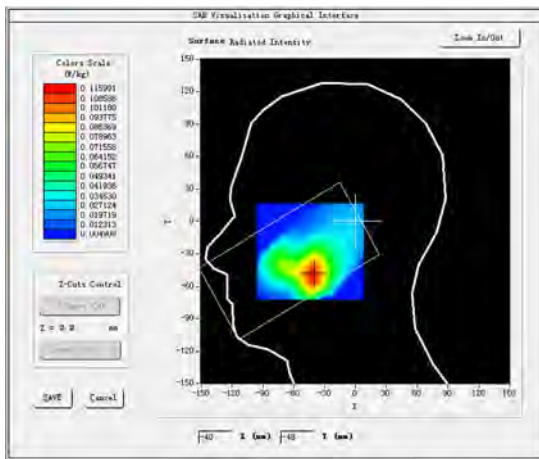 SAR Visualisation Graphical Interface
Surface Radiated Intensity
Zoom In/Out
Colors Scale
(W/kg)
0.115991
0.108586
0.101180
0.093775
0.086369
0.078963
0.071558
0.064152
0.056747
0.049341
0.041936
0.034530
0.027124
0.019719
0.012313
0.004908
150
120
90
60
30
0
-30
-60
-90
-120
-150
Y
-150 -120 -90 -60 -30 0 30 60 90 120 150
X
Z-Cuts Control
Z = 0.0 mm
SAVE Cancel
-40 X (mm) -48 Y (mm)